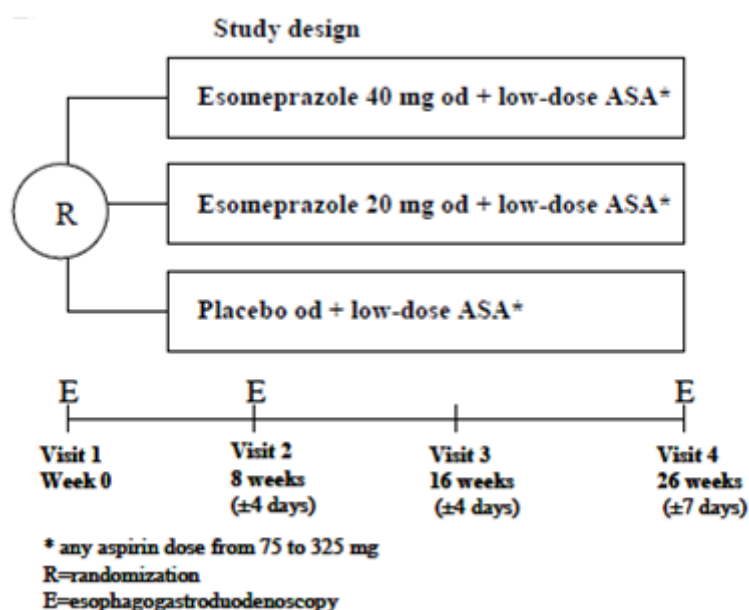 Study design
Esomeprazole 40 mg od + low-dose ASA*
Esomeprazole 20 mg od + low-dose ASA*
R
Placebo od + low-dose ASA*
E E E
Visit 1 Visit 2 Visit 3 Visit 4
Week 0 8 weeks 16 weeks 26 weeks
(±4 days) (±4 days) (±7 days)
* any aspirin dose from 75 to 325 mg
R=randomization
E=esophagogastroduodenoscopy